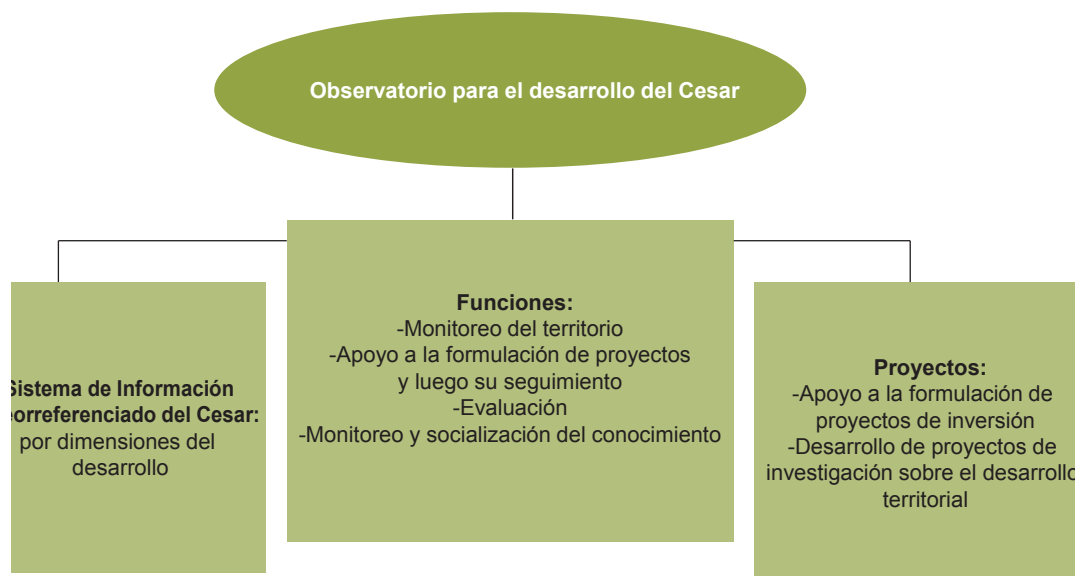 Observatorio para el desarrollo del Cesar
Sistema de Información
eorreferenciado del Cesar:
por dimensiones del
desarrollo
Funciones:
-Monitoreo del territorio
-Apoyo a la formulación de proyectos
y luego su seguimiento
-Evaluación
-Monitoreo y socialización del conocimiento
Proyectos:
-Apoyo a la formulación de
proyectos de inversión
-Desarrollo de proyectos de
investigación sobre el desarrollo
territorial